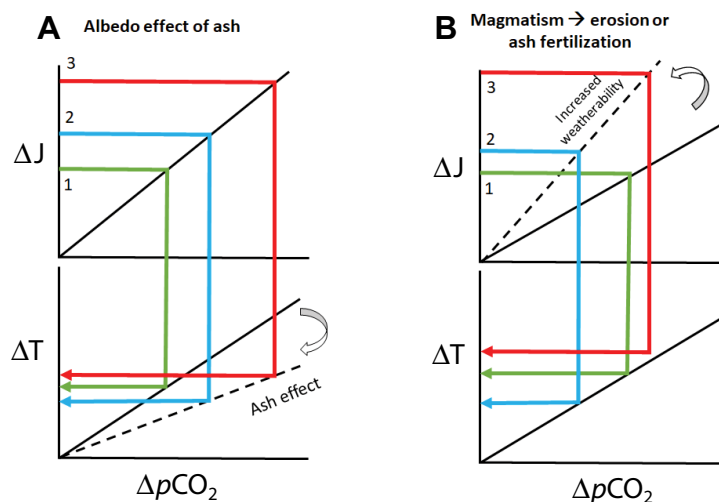 A
Albedo effect of ash
3
2
ΔJ
1
ΔT
Ash effect
ΔpCO2
B
Magmatism → erosion or
ash fertilization
3
Increased
weatherability
2
ΔJ
1
ΔT
ΔpCO2